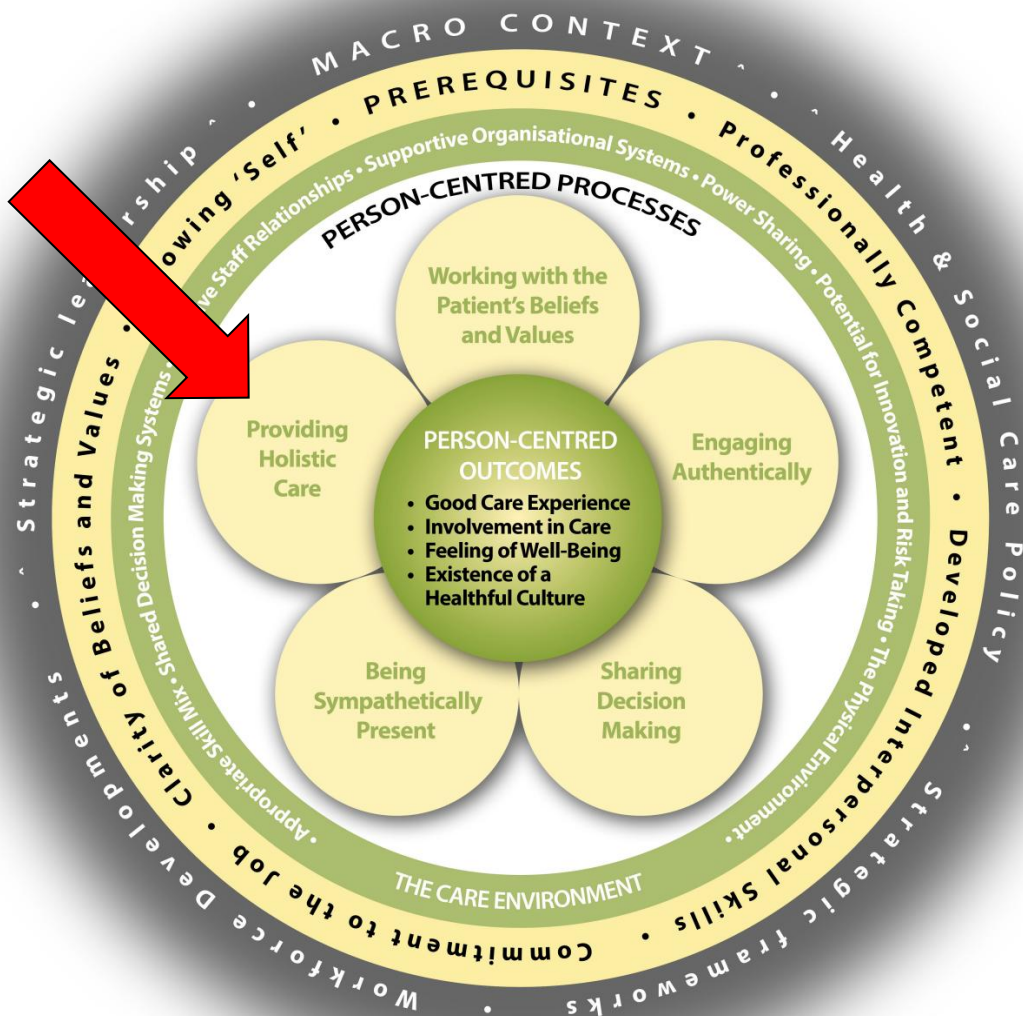 MACRO CONTEXT
• Health & Social Care Policy
• Strategic frameworks
• Workforce Developments
• Strategic
PREREQUISITES • Professionally Competent • Developed Interpersonal Skills • Commitment to the Job • Clarity of Beliefs and Values • 'Self' •
THE CARE ENVIRONMENT
• Appropriate Skill Mix • Shared Decision Making Systems • Staff Relationships • Supportive Organisational Systems • Power Sharing • Potential for Innovation and Risk Taking • The Physical Environment •
PERSON-CENTRED PROCESSES
Working with the
Patient's Beliefs
and Values
Engaging
Authentically
Sharing
Decision
Making
Being
Sympathetically
Present
Providing
Holistic
Care
PERSON-CENTRED
OUTCOMES
• Good Care Experience
• Involvement in Care
• Feeling of Well-Being
• Existence of a
Healthful Culture